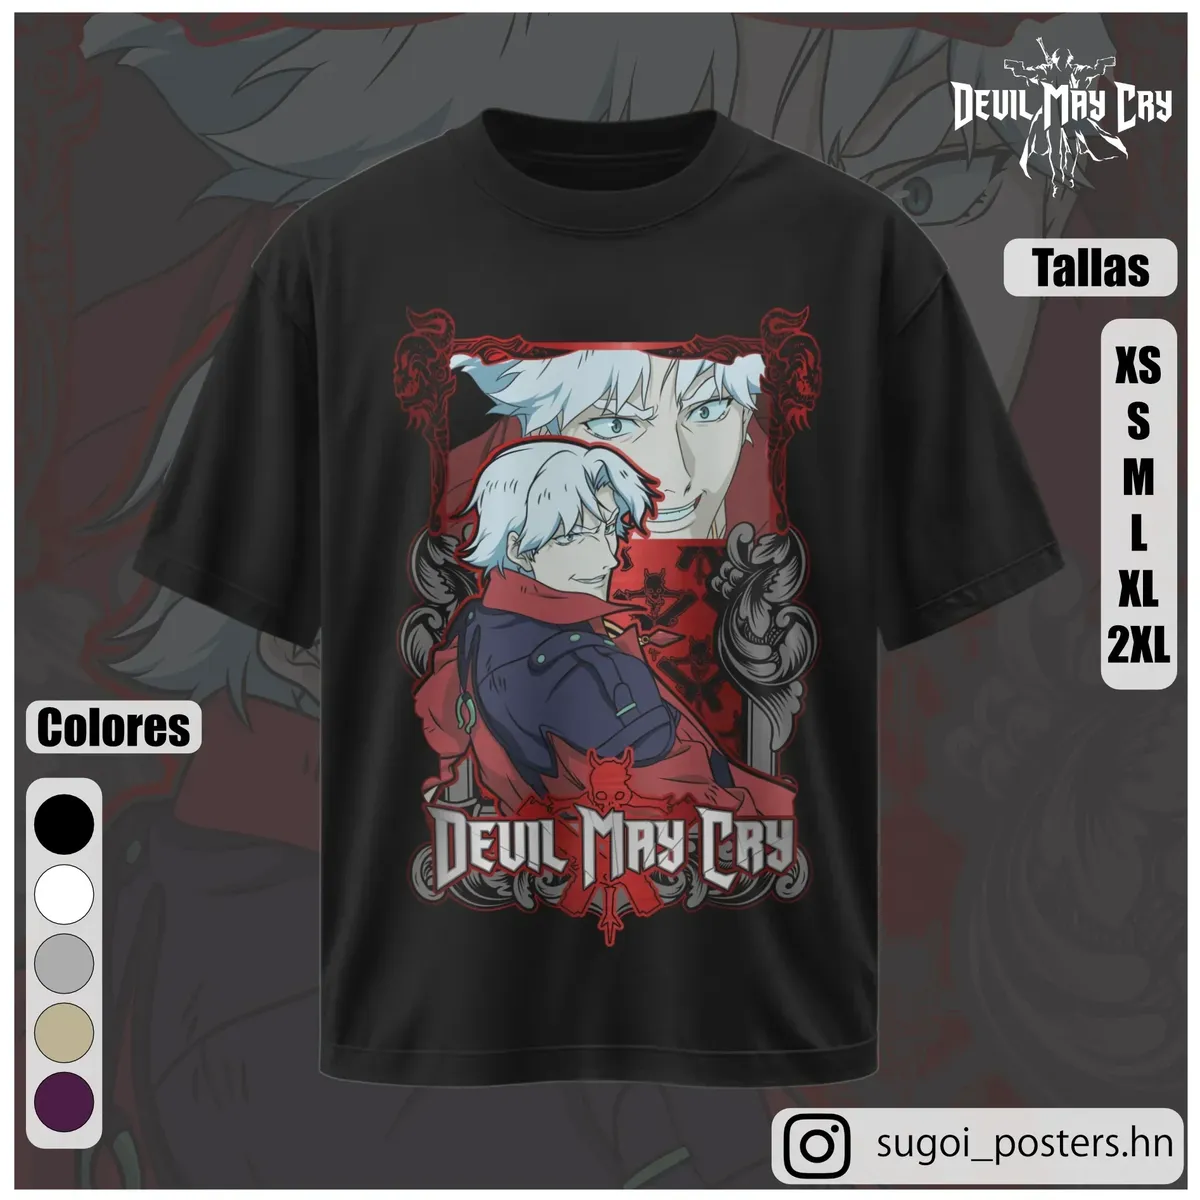 DEVIL MAY CRY
Tallas
XS
S
M
L
XL
2XL
Colores
DEVIL MAY CRY
sugoi_posters.hn